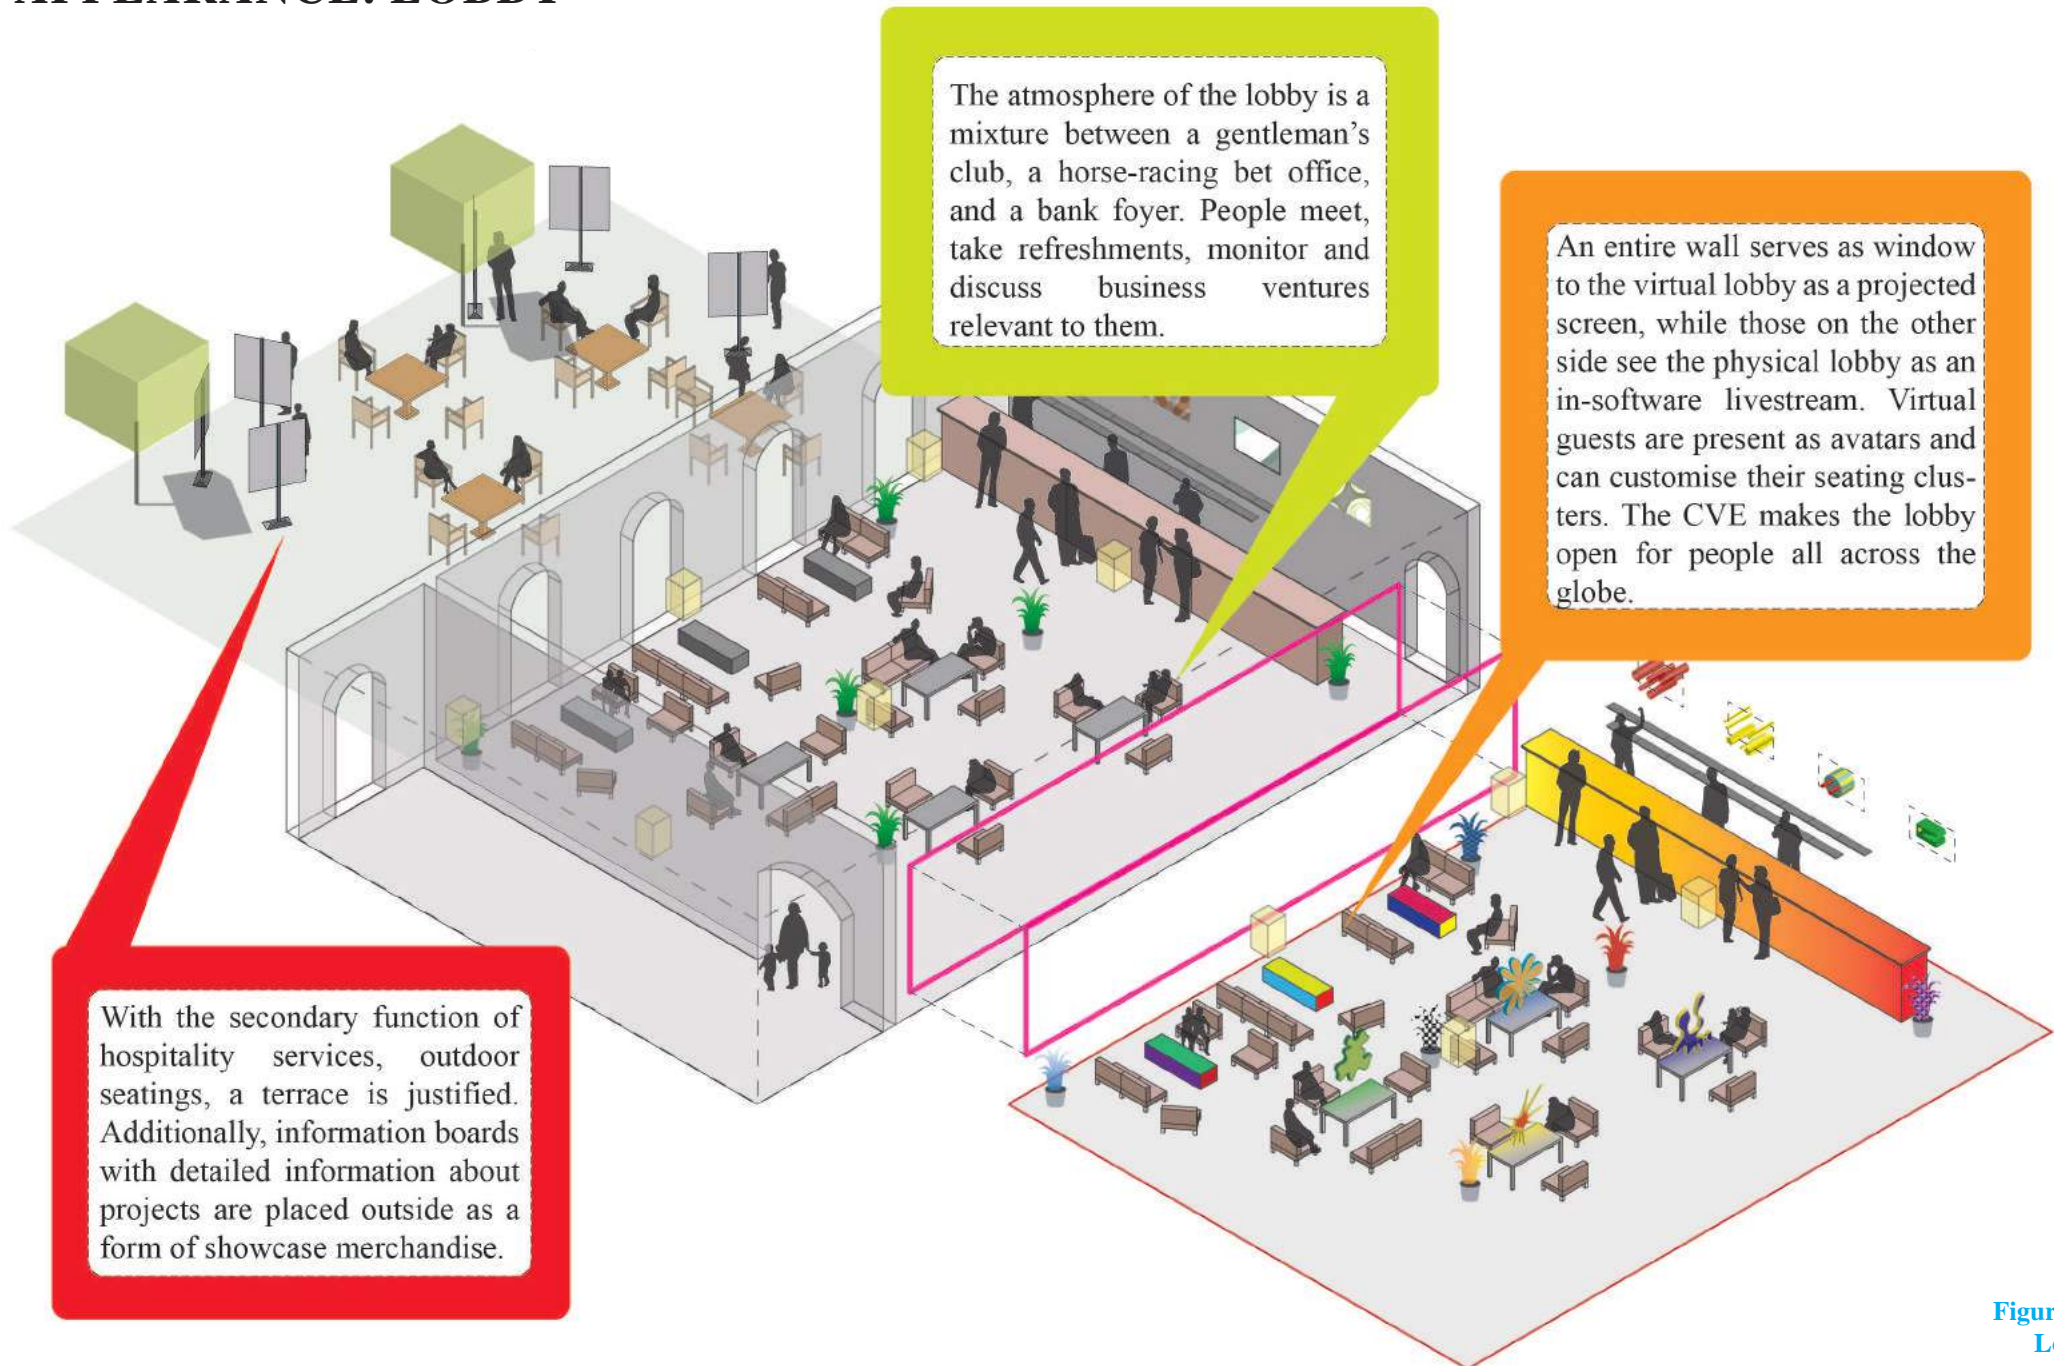 APPEARANCE: LOBBY
The atmosphere of the lobby is a
mixture between a gentleman's
club, a horse-racing bet office,
and a bank foyer. People meet,
take refreshments, monitor and
discuss business ventures
relevant to them.
An entire wall serves as window
to the virtual lobby as a projected
screen, while those on the other
side see the physical lobby as an
in-software livestream. Virtual
guests are present as avatars and
can customise their seating clus-
ters. The CVE makes the lobby
open for people all across the
globe.
With the secondary function of
hospitality services, outdoor
seatings, a terrace is justified.
Additionally, information boards
with detailed information about
projects are placed outside as a
form of showcase merchandise.
Figur